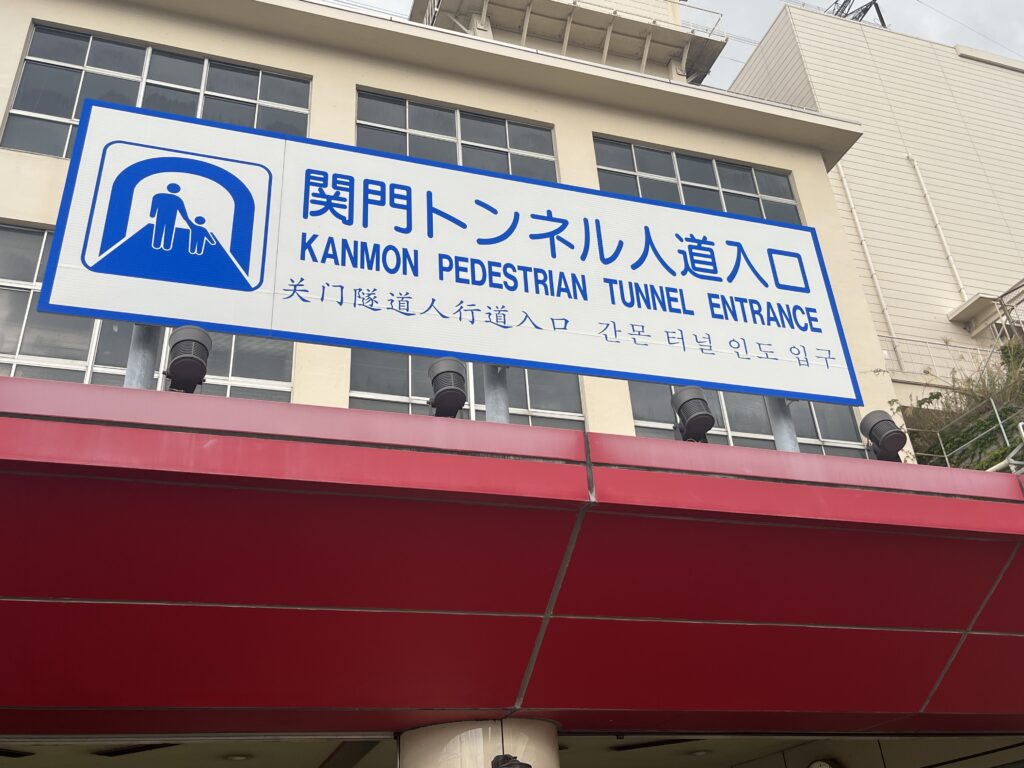 関門トンネル人道入口
KANMON PEDESTRIAN TUNNEL ENTRANCE
关门隧道人行道入口 간몬 터널 인도 입구